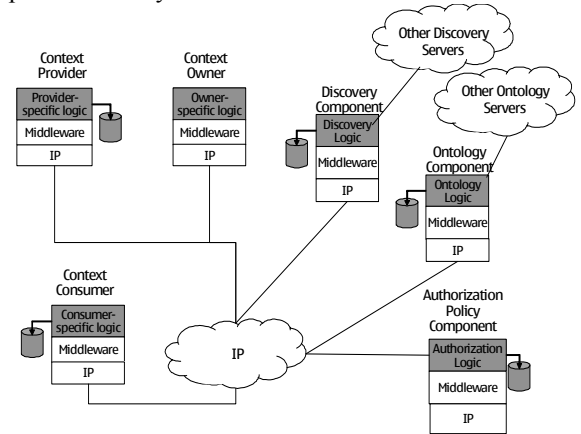 Other Discovery
Servers
Context
Provider
Context
Owner
Other Ontology
Servers
Provider-
specific logic
Middleware
IP
Owner-
specific logic
Middleware
IP
Discovery
Component
Discovery
Logic
Middleware
IP
Ontology
Component
Ontology
Logic
Middleware
IP
Context
Consumer
Consumer-
specific logic
Middleware
IP
IP
Authorization
Policy
Component
Authorization
Logic
Middleware
IP